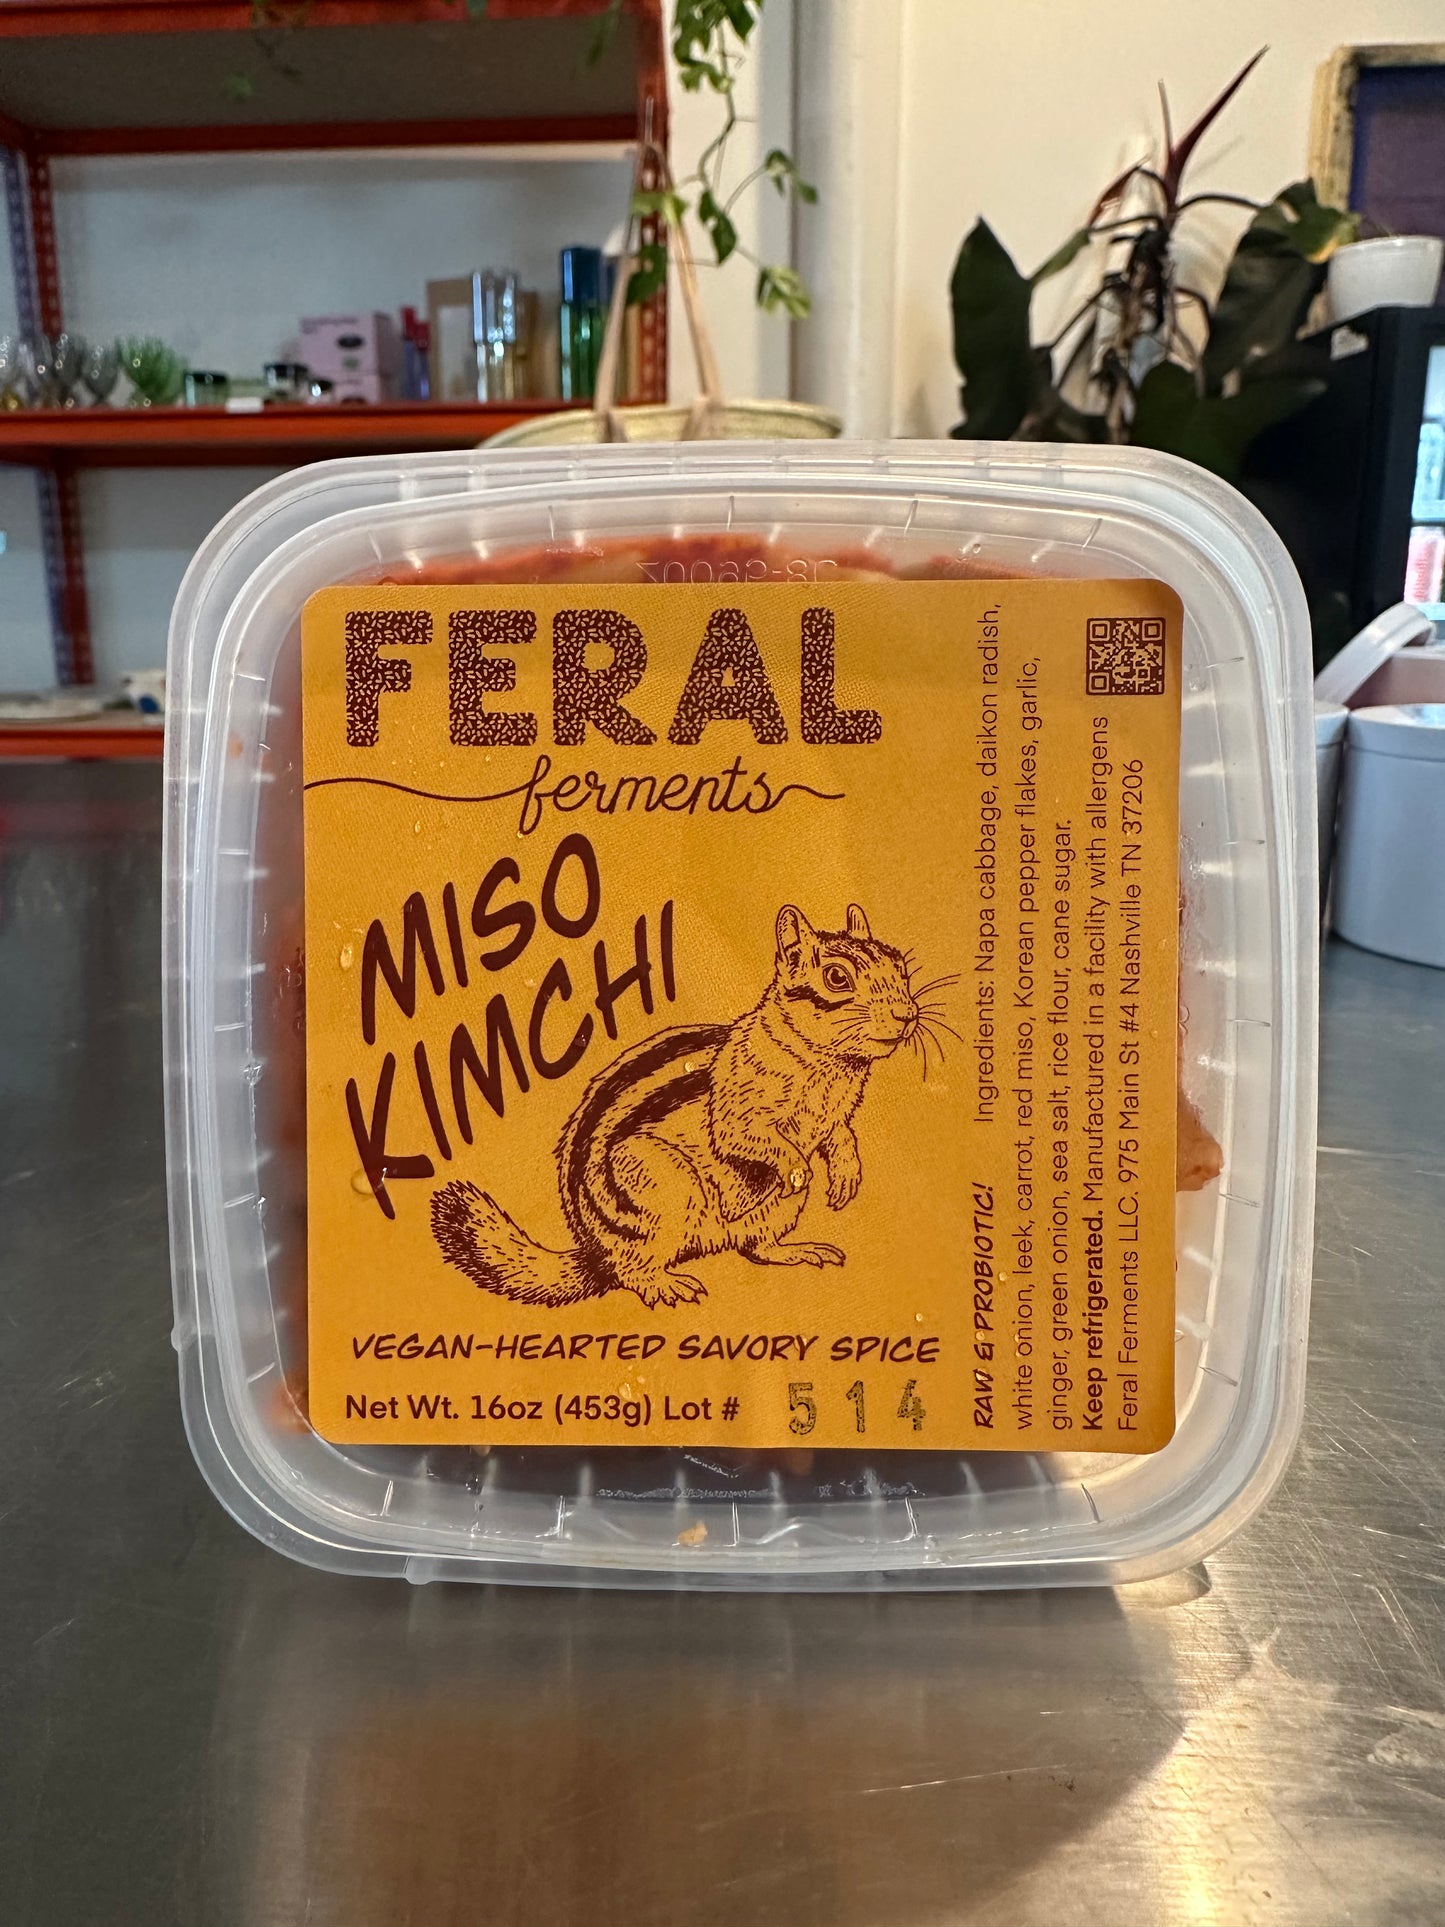 FERAL
ferments
MISO
KIMCHI
VEGAN-HEARTED SAVORY SPICE
Net Wt. 16oz (453g) Lot # 514
RAW & PROBIOTIC! Ingredients: Napa cabbage, daikon radish,
white onion, leek, carrot, red miso, Korean pepper flakes, garlic,
ginger, green onion, sea salt, rice flour, cane sugar.
Keep refrigerated. Manufactured in a facility with allergens
Feral Ferments LLC. 975 Main St #4 Nashville TN 37206